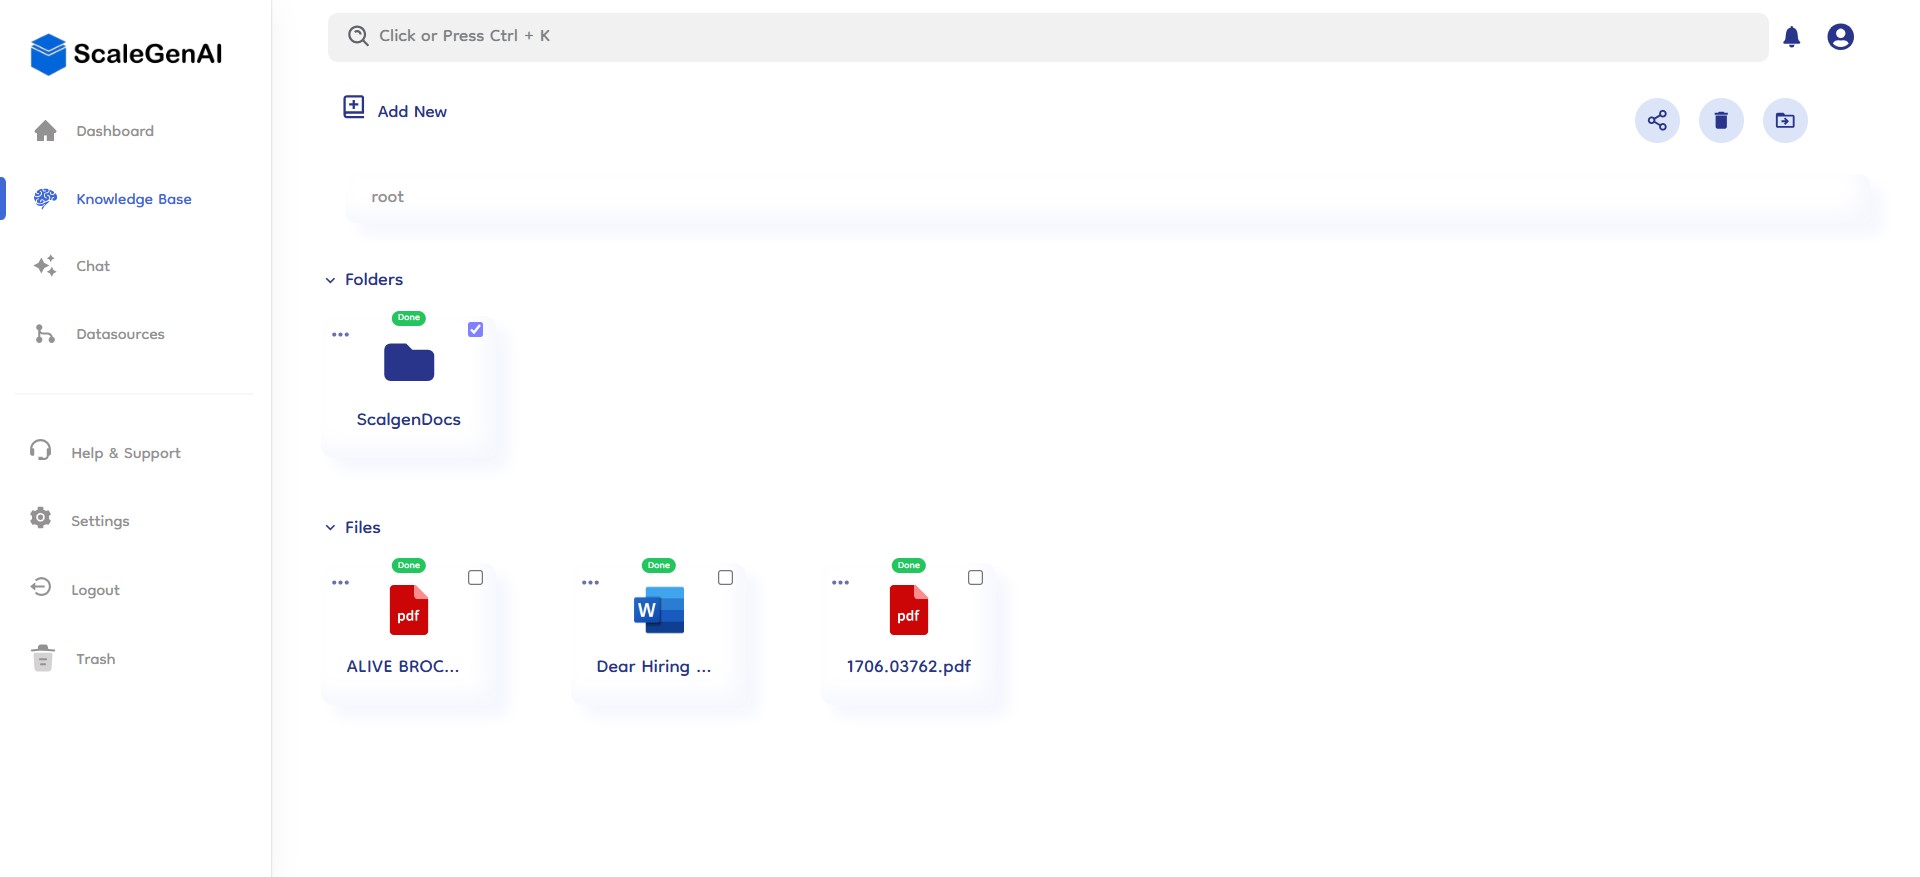 ScaleGenAI
Click or Press Ctrl + K
Dashboard
Knowledge Base
Chat
Datasources
Help & Support
Settings
Logout
Trash
Add New
root
Folders
Done
ScalgenDocs
Files
Done
pdf
ALIVE BROC...
Done
W
Dear Hiring ...
Done
pdf
1706.03762.pdf